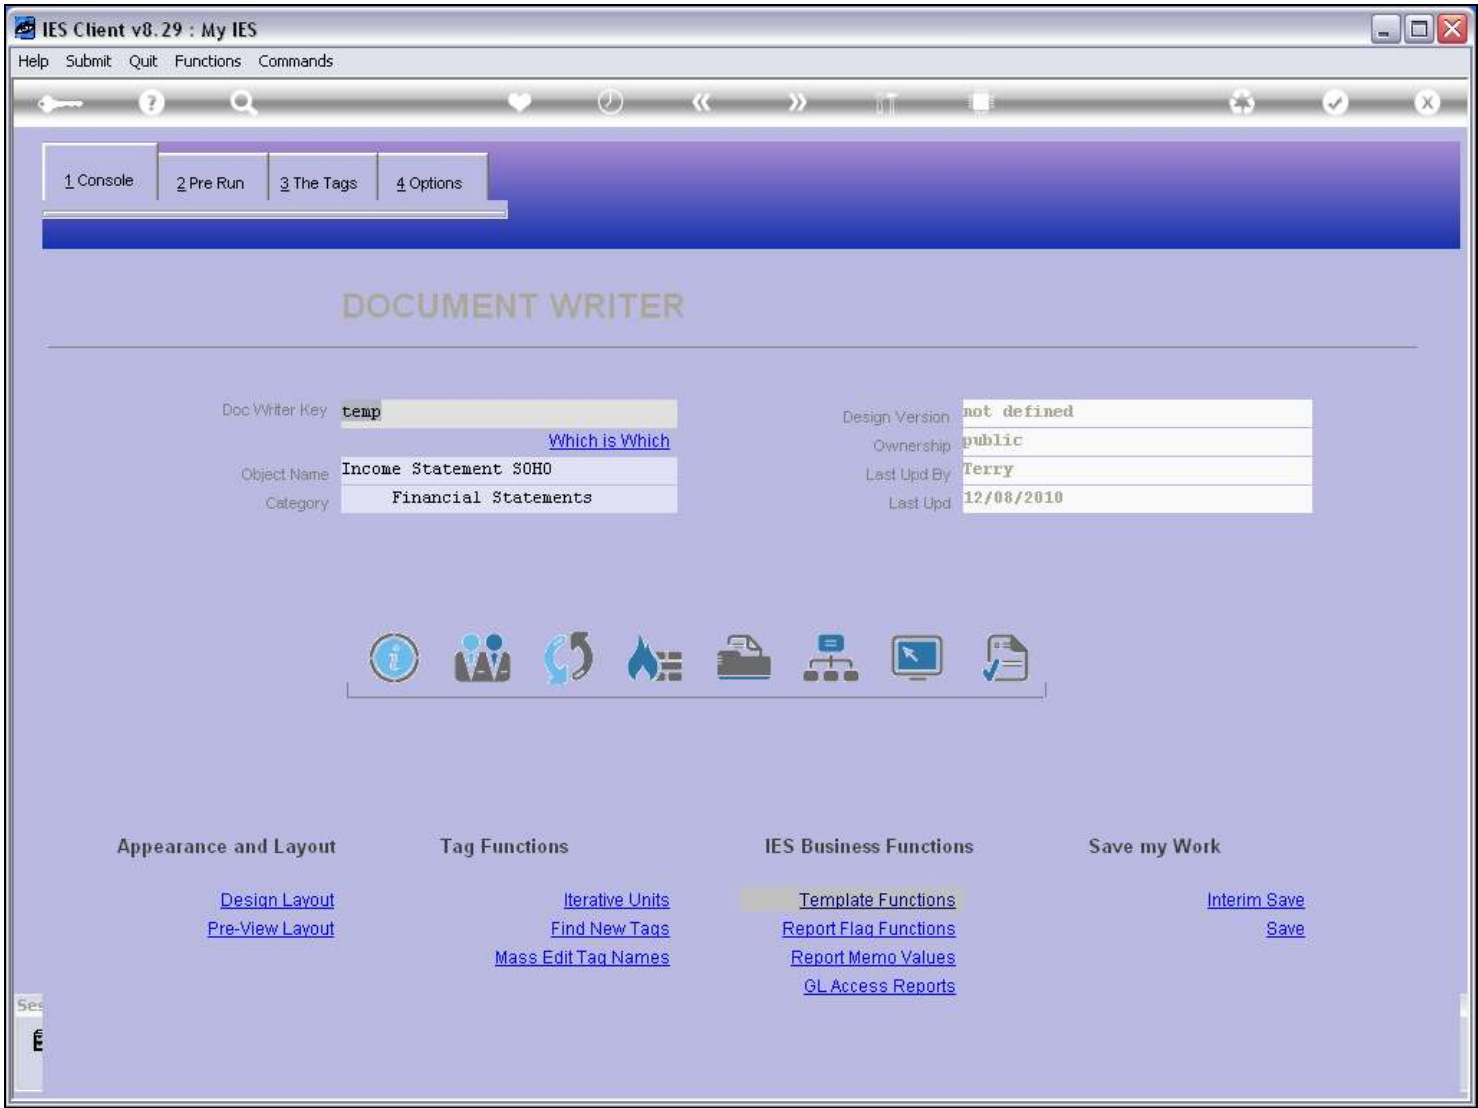 IES Client v8.29 : My IES
Help Submit Quit Functions Commands
1 Console 2 Pre Run 3 The Tags 4 Options
DOCUMENT WRITER
Doc Writer Key temp
Which is Which
Object Name Income Statement SOHO
Category Financial Statements
Design Version not defined
Ownership public
Last Upd By Terry
Last Upd 12/08/2010
Appearance and Layout
Design Layout
Pre-View Layout
Tag Functions
Iterative Units
Find New Tags
Mass Edit Tag Names
IES Business Functions
Template Functions
Report Flag Functions
Report Memo Values
GL Access Reports
Save my Work
Interim Save
Save